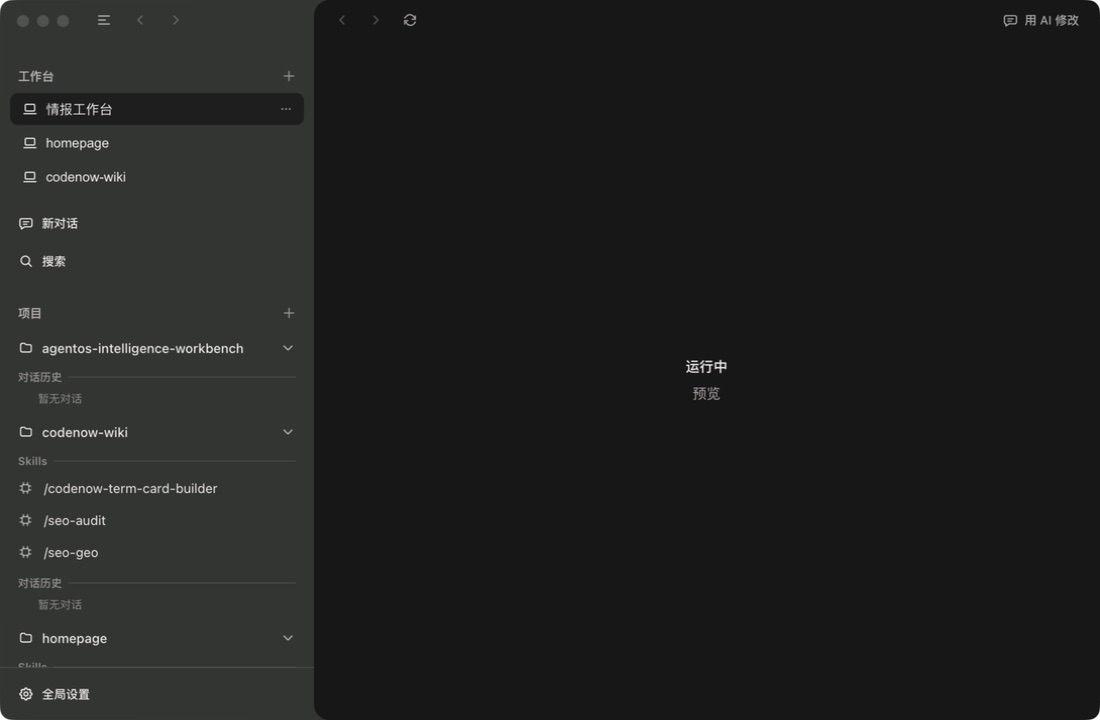 用 AI 修改
工作台
情报工作台
homepage
codenow-wiki
新对话
搜索
项目
agentos-intelligence-workbench
对话历史
暂无对话
codenow-wiki
Skills
/codenow-term-card-builder
/seo-audit
/seo-geo
对话历史
暂无对话
homepage
Skills
全局设置
运行中
预览